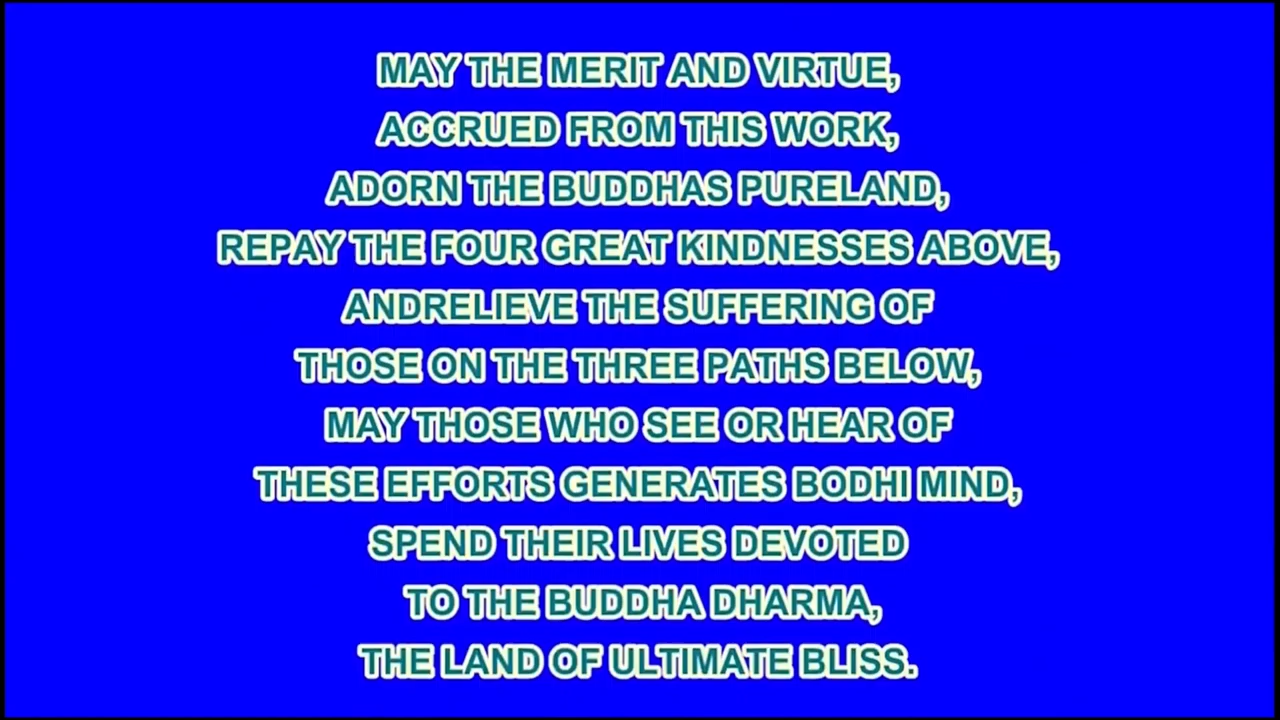 MAY THE MERIT AND VIRTUE,
ACCRUED FROM THIS WORK,
ADORN THE BUDDHAS PURELAND,
REPAY THE FOUR GREAT KINDNESSES ABOVE,
ANDRELIEVE THE SUFFERING OF
THOSE ON THE THREE PATHS BELOW,
MAY THOSE WHO SEE OR HEAR OF
THESE EFFORTS GENERATES BODHI MIND,
SPEND THEIR LIVES DEVOTED
TO THE BUDDHA DHARMA,
THE LAND OF ULTIMATE BLISS.